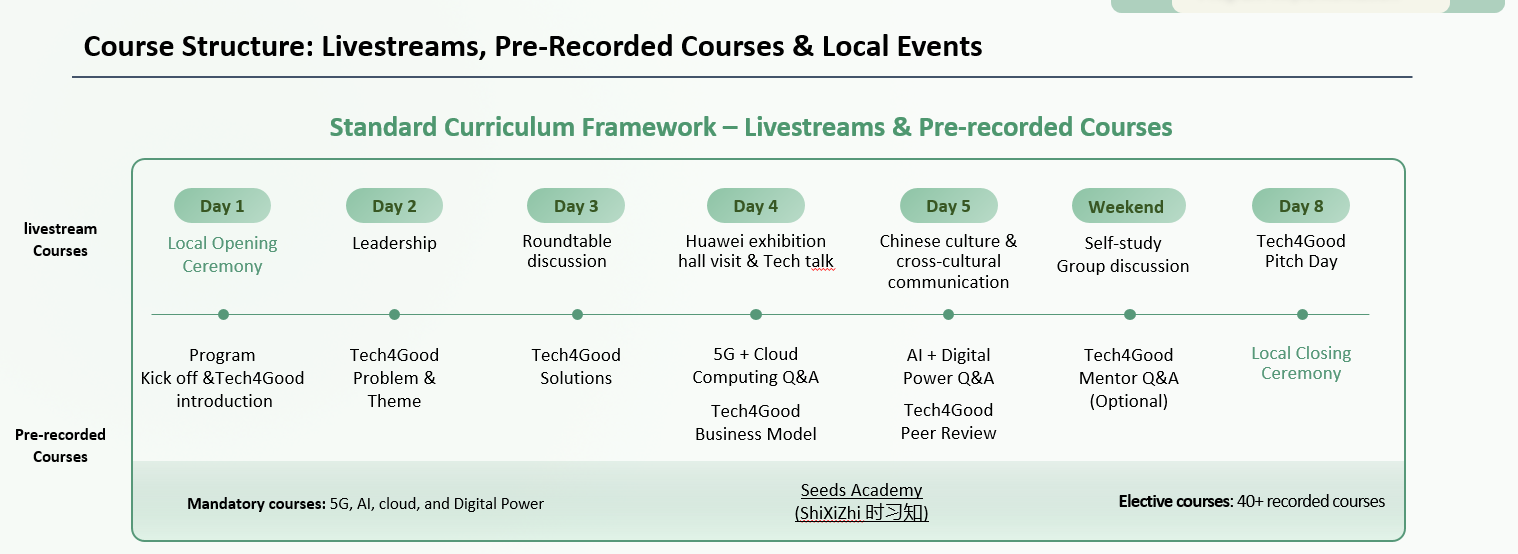 Course Structure: Livestreams, Pre-Recorded Courses & Local Events
Standard Curriculum Framework – Livestreams & Pre-recorded Courses
livestream
Courses
Day 1
Local Opening
Ceremony
Day 2
Leadership
Day 3
Roundtable
discussion
Day 4
Huawei exhibition
hall visit & Tech talk
Day 5
Chinese culture &
cross-cultural
communication
Weekend
Self-study
Group discussion
Day 8
Tech4Good
Pitch Day
Program
Kick off &Tech4Good
introduction
Tech4Good
Problem &
Theme
Tech4Good
Solutions
5G + Cloud
Computing Q&A
Tech4Good
Business Model
AI + Digital
Power Q&A
Tech4Good
Peer Review
Tech4Good
Mentor Q&A
(Optional)
Local Closing
Ceremony
Pre-recorded
Courses
Mandatory courses: 5G, AI, cloud, and Digital Power
Seeds Academy
(ShiXiZhi 时习知)
Elective courses: 40+ recorded courses